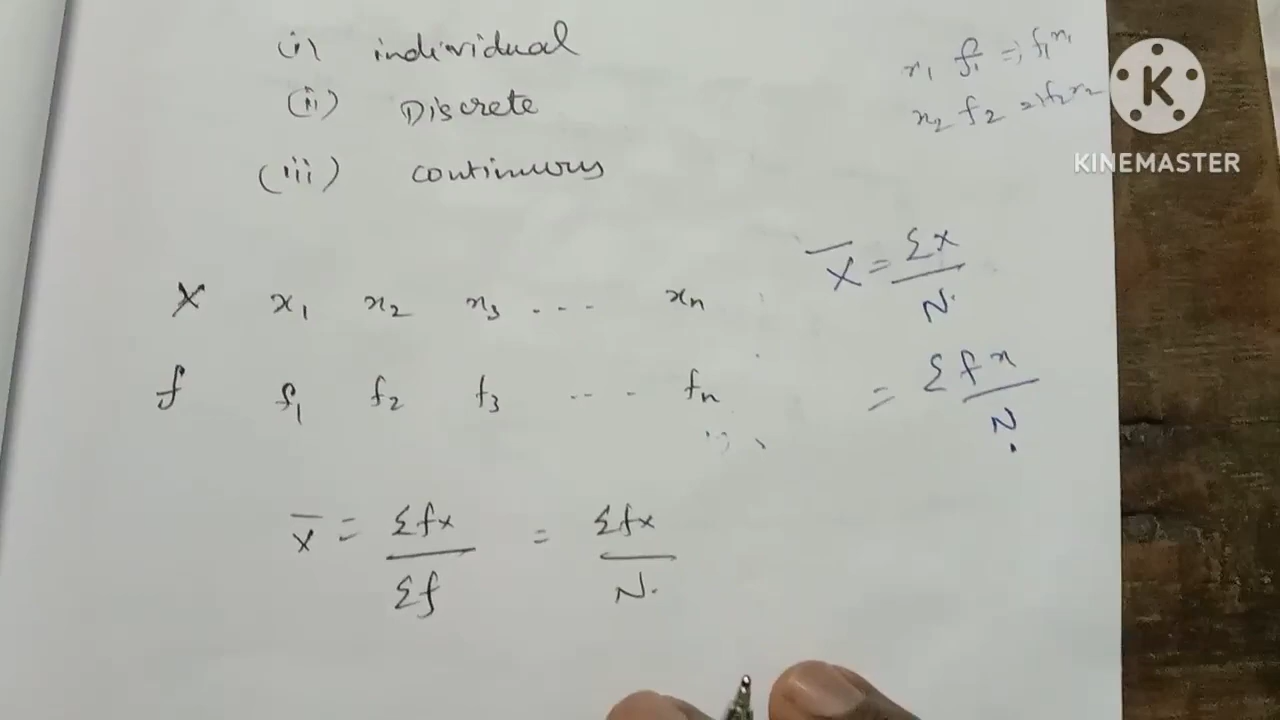 (i) individual
(ii) Discrete
(iii) continuous
x₁ f₁ ⇒ f₁x₁
x₂ f₂ ⇒ f₂x₂
KINEMASTER
X x₁ x₂ x₃ ... xₙ
f f₁ f₂ f₃ ... fₙ
X̅ = Σx / N.
= Σfx / N.
X̅ = Σfx / Σf = Σfx / N.